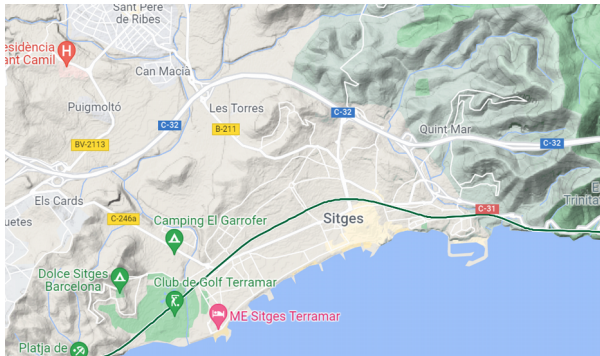 Sant Pere
de Ribes
esidència
ant Camil
H
Can Macià
Puigmoltó
Les Torres
C-32
C-32
B-211
Quint Mar
C-32
BV-2113
Els Cards
uetes
C-246a
Camping El Garrofer
Sitges
C-31
E
Trinitat
Dolce Sitges
Barcelona
Club de Golf Terramar
ME Sitges Terramar
Platja de